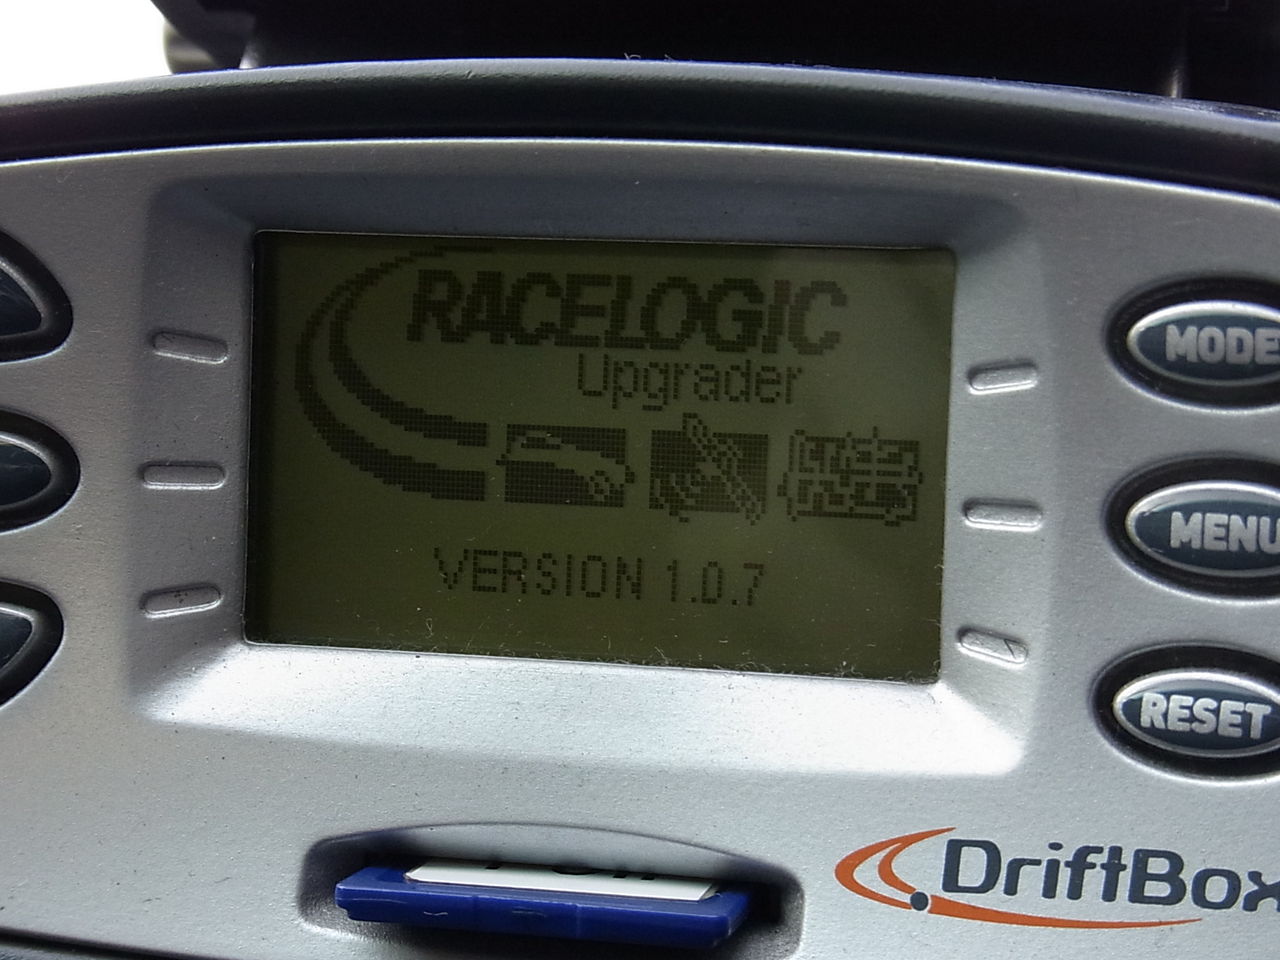 RACELOGIC
Upgrader
VERSION 1.0.7
MODE
MENU
RESET
DriftBox